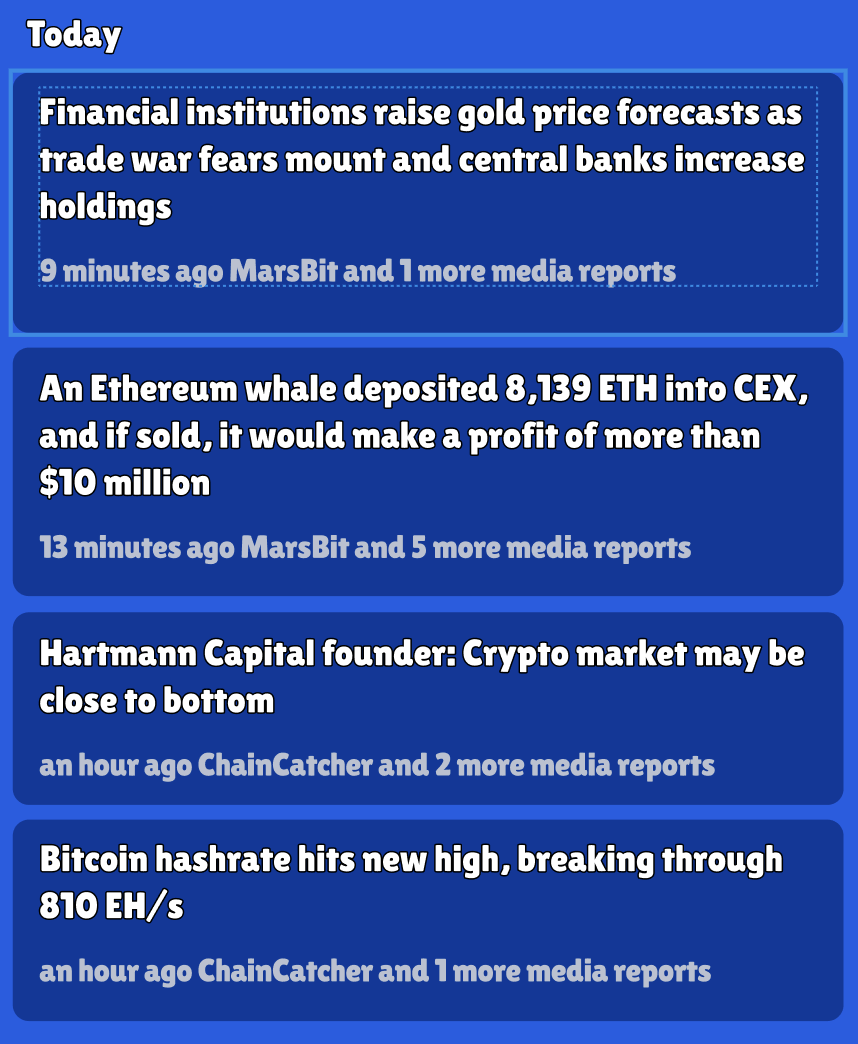 Today
Financial institutions raise gold price forecasts as
trade war fears mount and central banks increase
holdings
9 minutes ago MarsBit and 1 more media reports
An Ethereum whale deposited 8,139 ETH into CEX,
and if sold, it would make a profit of more than
$10 million
13 minutes ago MarsBit and 5 more media reports
Hartmann Capital founder: Crypto market may be
close to bottom
an hour ago ChainCatcher and 2 more media reports
Bitcoin hashrate hits new high, breaking through
810 EH/s
an hour ago ChainCatcher and 1 more media reports